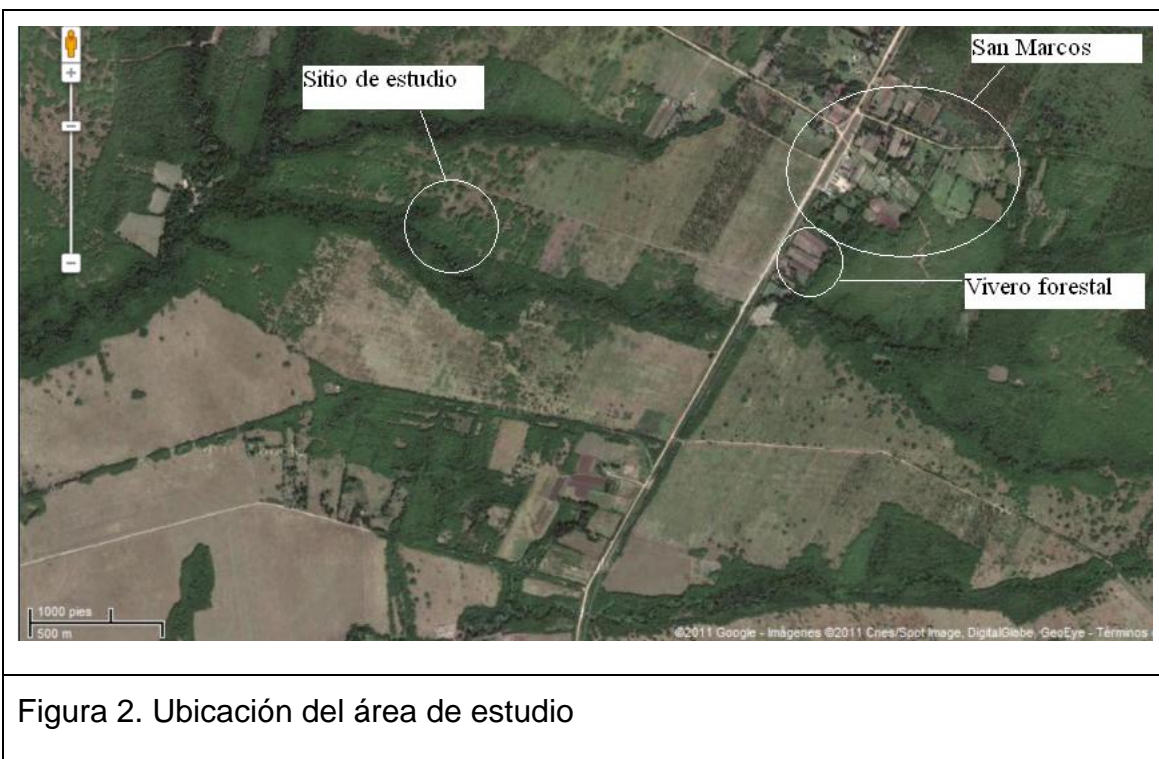 San Marcos
Sitio de estudio
Vivero forestal
1000 pies
500 m
©2011 Google - Imágenes ©2011 Cnes/Spot Image, DigitalGlobe, GeoEye - Términos
Figura 2. Ubicación del área de estudio